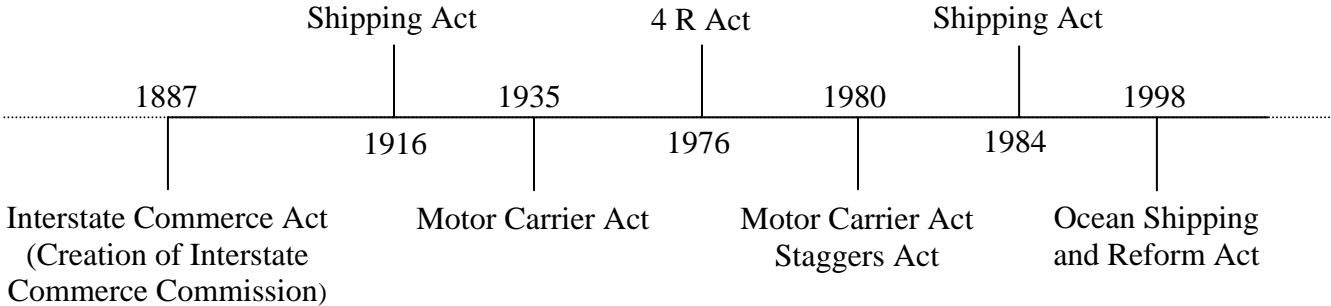 Shipping Act
4 R Act
Shipping Act
1887
1935
1980
1998
1916
1976
1984
Interstate Commerce Act
(Creation of Interstate
Commerce Commission)
Motor Carrier Act
Motor Carrier Act
Staggers Act
Ocean Shipping
and Reform Act